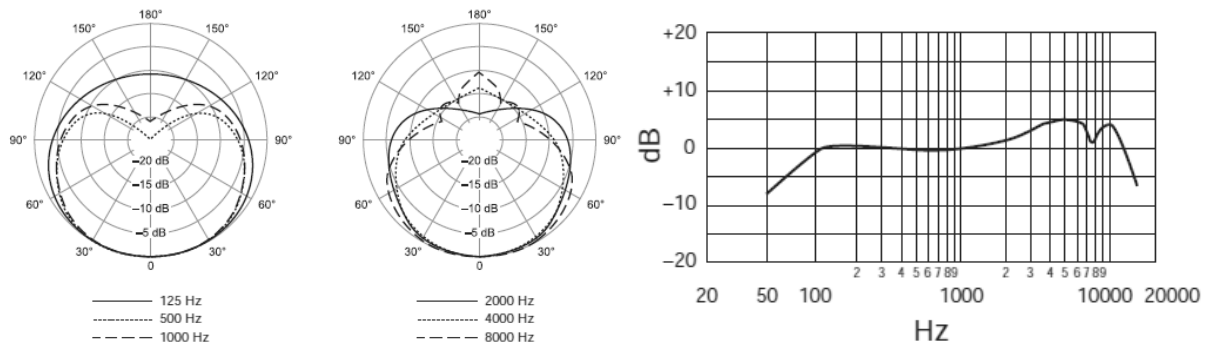 180°
150° 150°
120° 120°
90° 90°
60° 60°
30° 30°
0
–20 dB
–15 dB
–10 dB
–5 dB
125 Hz
500 Hz
1000 Hz
180°
150° 150°
120° 120°
90° 90°
60° 60°
30° 30°
0
–20 dB
–15 dB
–10 dB
–5 dB
2000 Hz
4000 Hz
8000 Hz
dB
+20
+10
0
–10
–20
2 3 4 5 6 7 8 9 2 3 4 5 6 7 8 9
20 50 100 1000 10000 20000
Hz